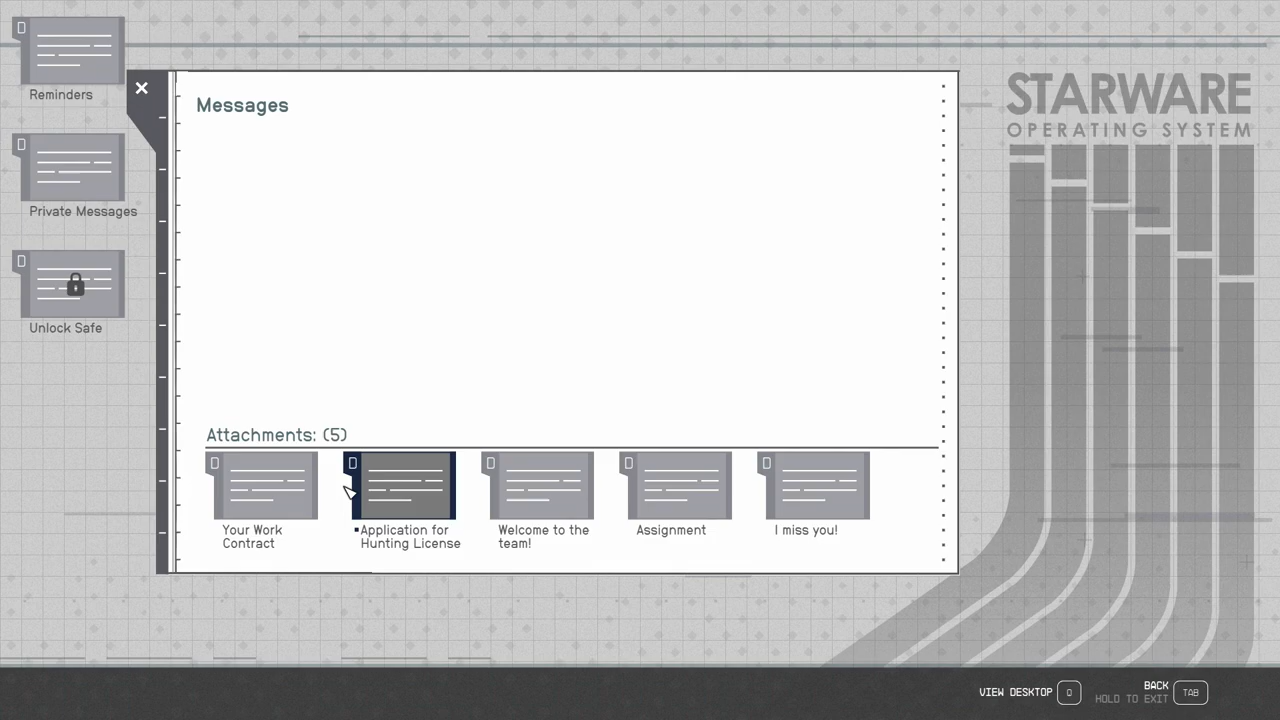 Reminders
Private Messages
Unlock Safe
Messages
Attachments: (5)
Your Work
Contract
Application for
Hunting License
Welcome to the
team!
Assignment
I miss you!
STARWARE
OPERATING SYSTEM
VIEW DESKTOP Q
BACK
HOLD TO EXIT TAB